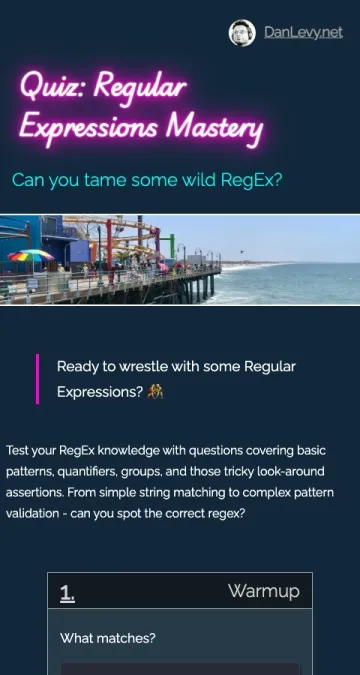 DanLevy.net
Quiz: Regular
Expressions Mastery
Can you tame some wild RegEx?
Ready to wrestle with some Regular
Expressions? 🤼
Test your RegEx knowledge with questions covering basic
patterns, quantifiers, groups, and those tricky look-around
assertions. From simple string matching to complex pattern
validation - can you spot the correct regex?
1. Warmup
What matches?